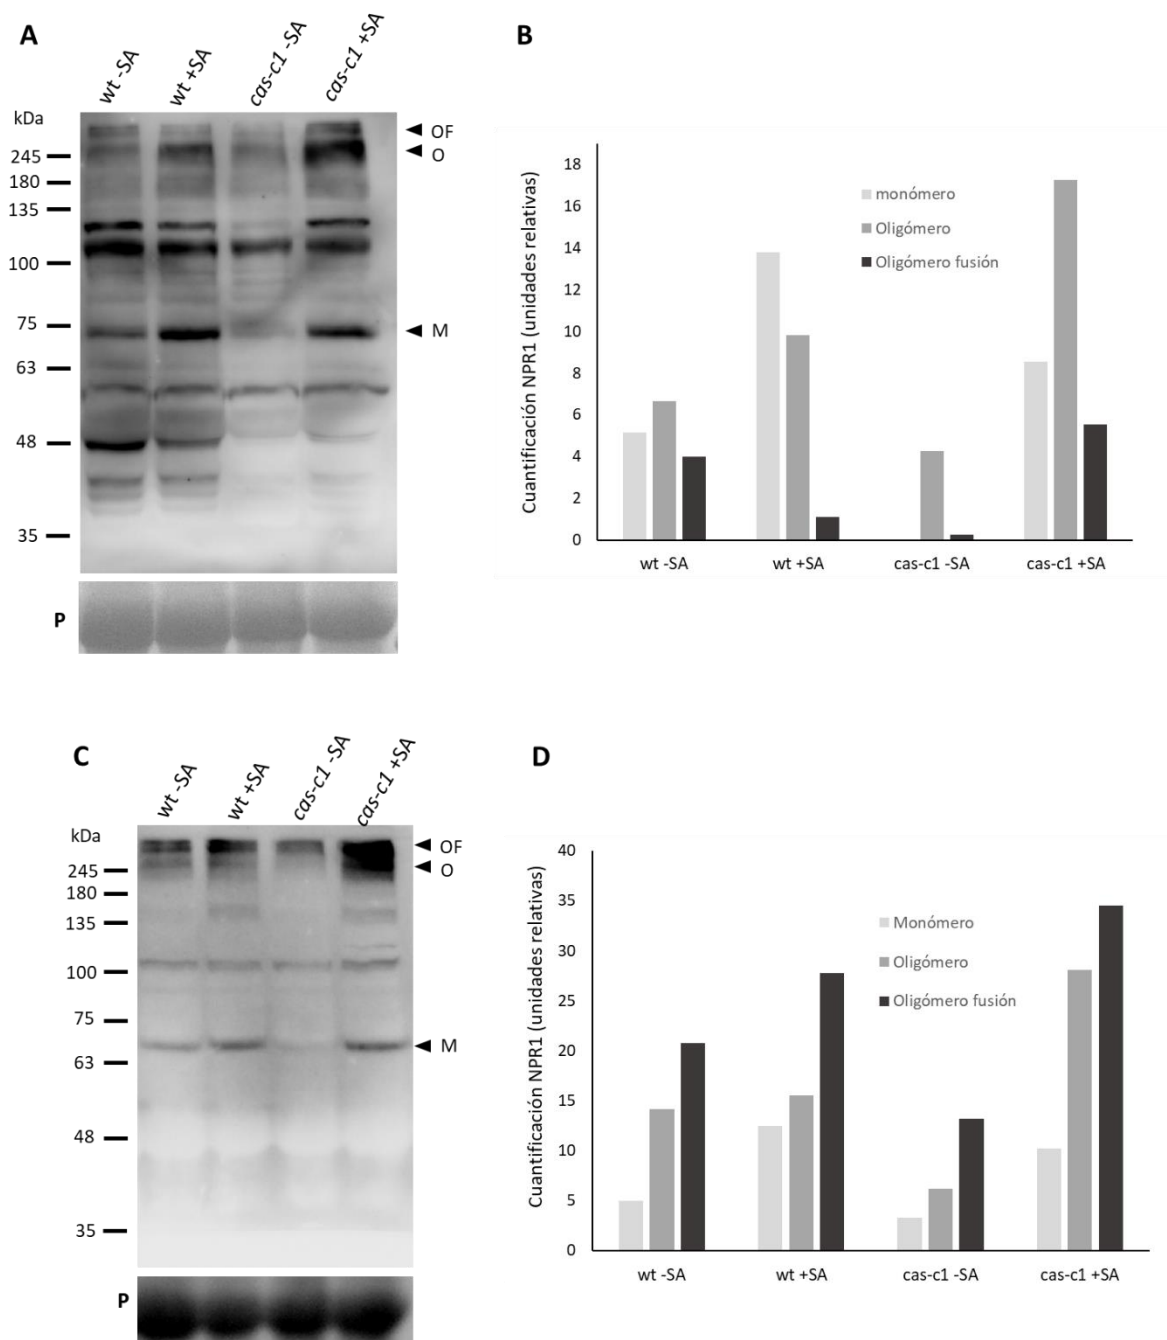 A
wt -SA
wt +SA
cas-c1 -SA
cas-c1 +SA
kDa
245
180
135
100
75
63
48
35
OF
O
M
P
B
Cuantificación NPR1 (unidades relativas)
18
16
14
12
10
8
6
4
2
0
monómero
Oligómero
Oligómero fusión
wt -SA
wt +SA
cas-c1 -SA
cas-c1 +SA
C
wt -SA
wt +SA
cas-c1 -SA
cas-c1 +SA
kDa
245
180
135
100
75
63
48
35
OF
O
M
P
D
Cuantificación NPR1 (unidades relativas)
40
35
30
25
20
15
10
5
0
Monómero
Oligómero
Oligómero fusión
wt -SA
wt +SA
cas-c1 -SA
cas-c1 +SA